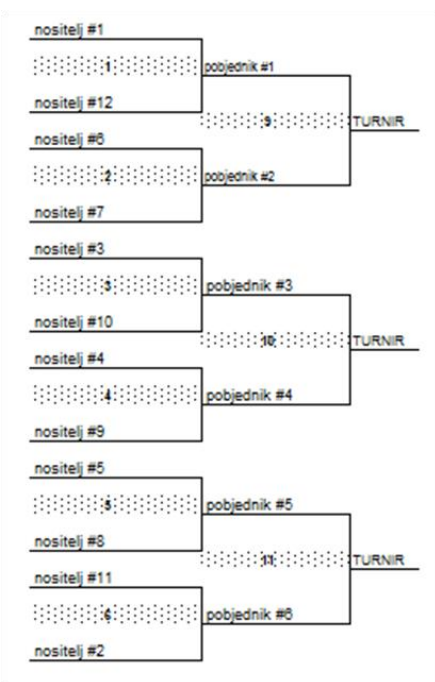 nositelj #1
1
pobjednik #1
nositelj #12
9
TURNIR
nositelj #6
2
pobjednik #2
nositelj #7
nositelj #3
3
pobjednik #3
nositelj #10
10
TURNIR
nositelj #4
4
pobjednik #4
nositelj #9
nositelj #5
5
pobjednik #5
nositelj #8
11
TURNIR
nositelj #11
6
pobjednik #6
nositelj #2